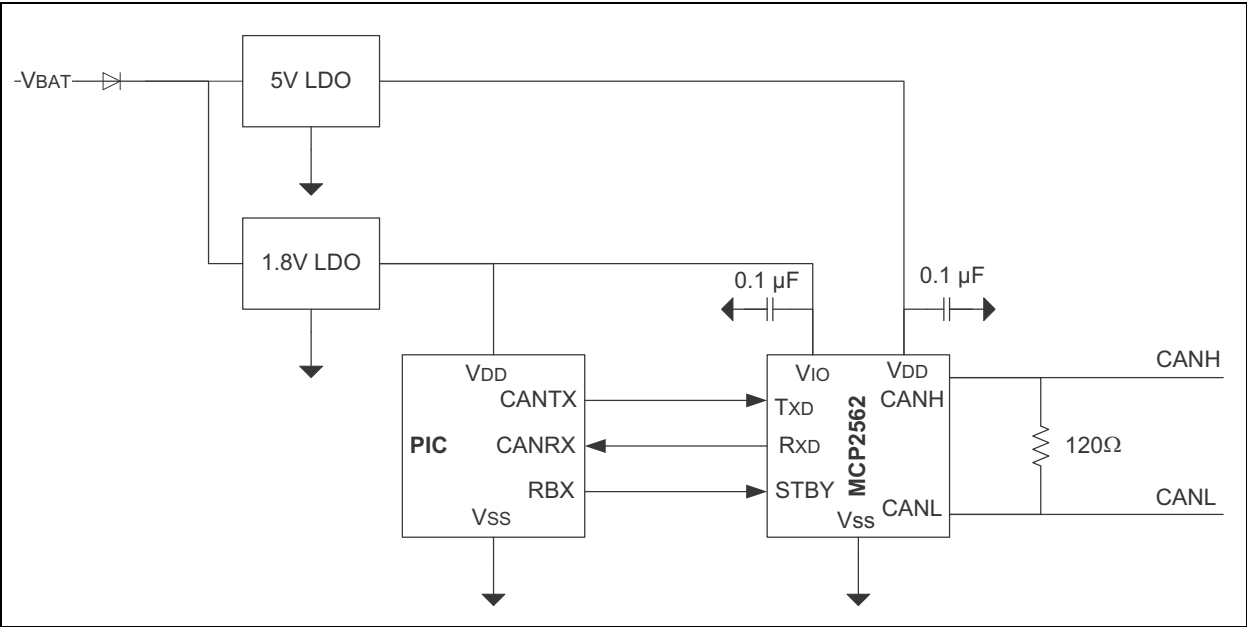 VBAT
5V LDO
1.8V LDO
0.1 µF
0.1 µF
VDD
CANTX
PIC
CANRX
RBX
VSS
VIO
VDD
TXD
CANH
RXD
MCP2562
STBY
CANL
Vss
CANH
120Ω
CANL